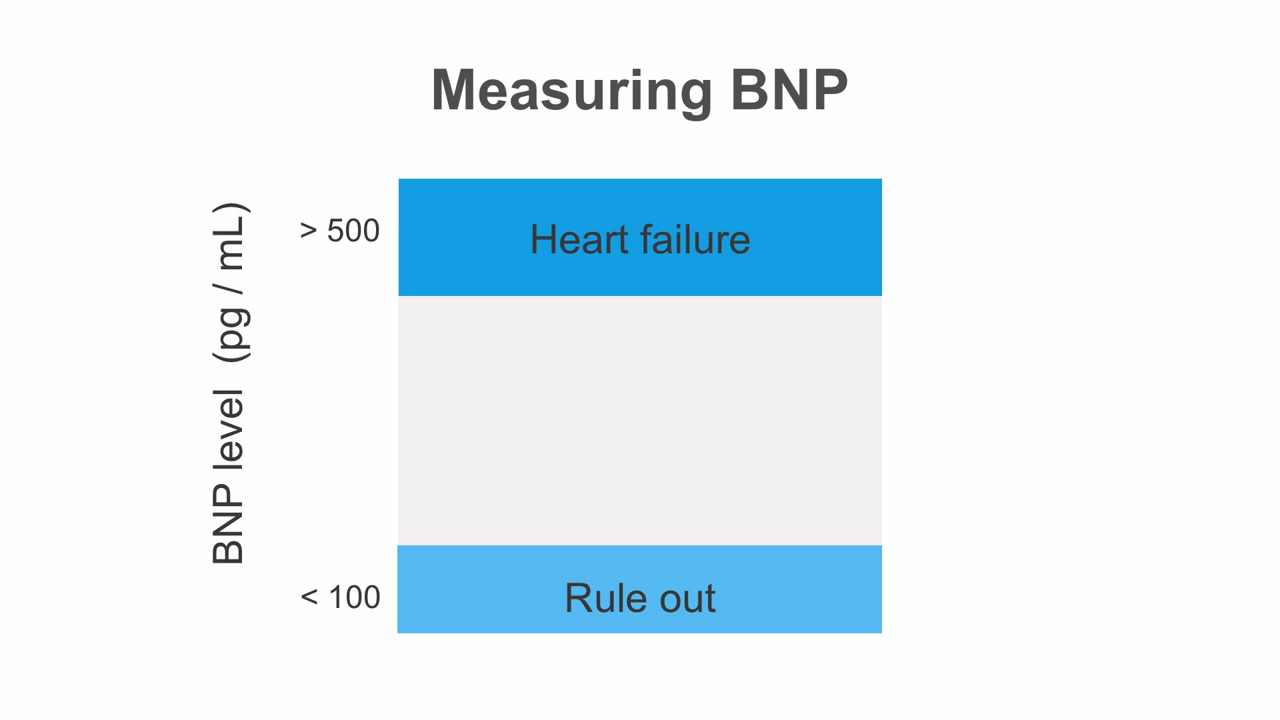 Measuring BNP
BNP level (pg / mL)
> 500
Heart failure
< 100
Rule out